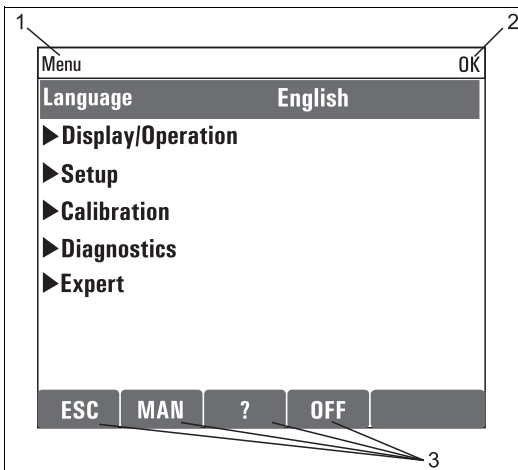 1 2
Menu OK
Language English
▶Display/Operation
▶Setup
▶Calibration
▶Diagnostics
▶Expert
ESC MAN ? OFF
3